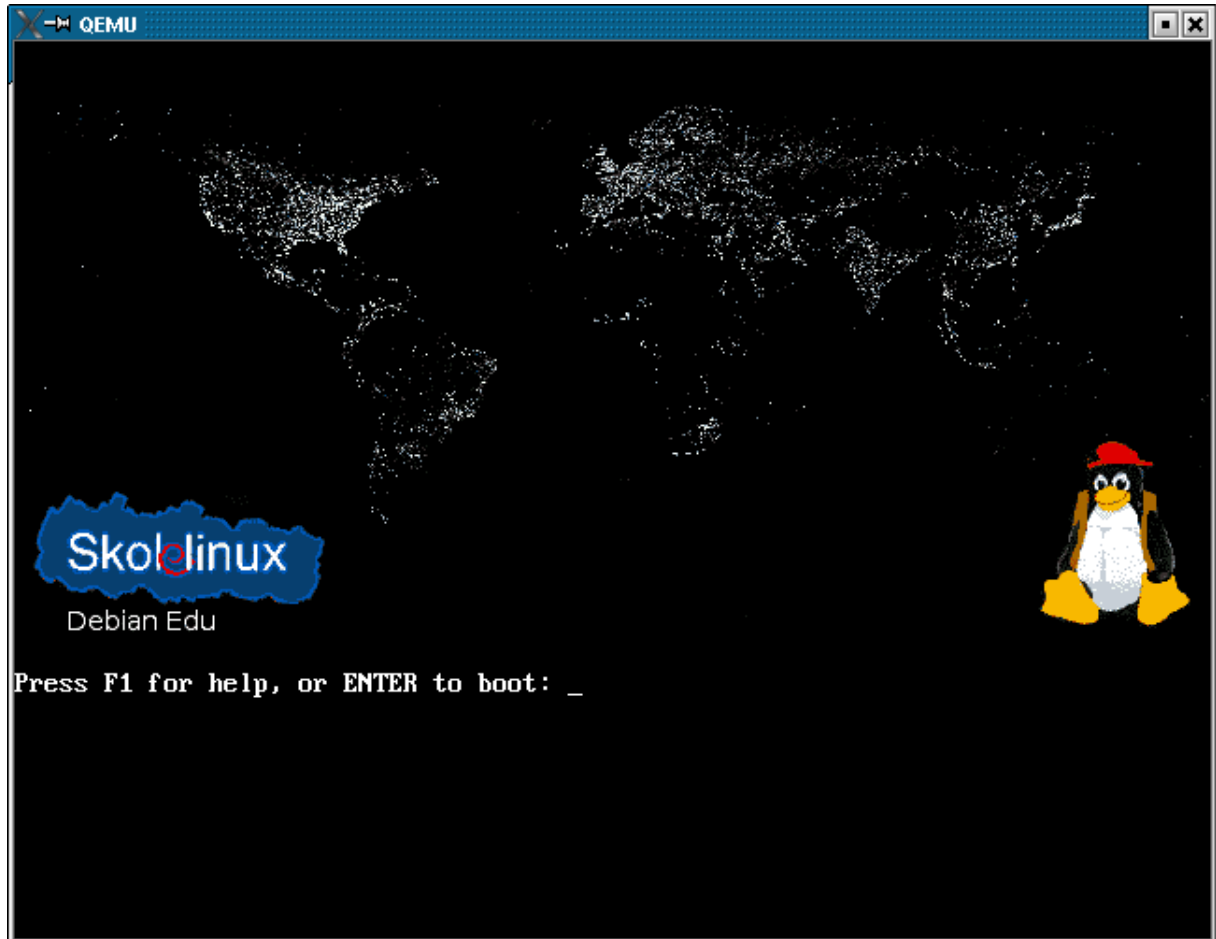 QEMU
Skolelinux
Debian Edu
Press F1 for help, or ENTER to boot: _